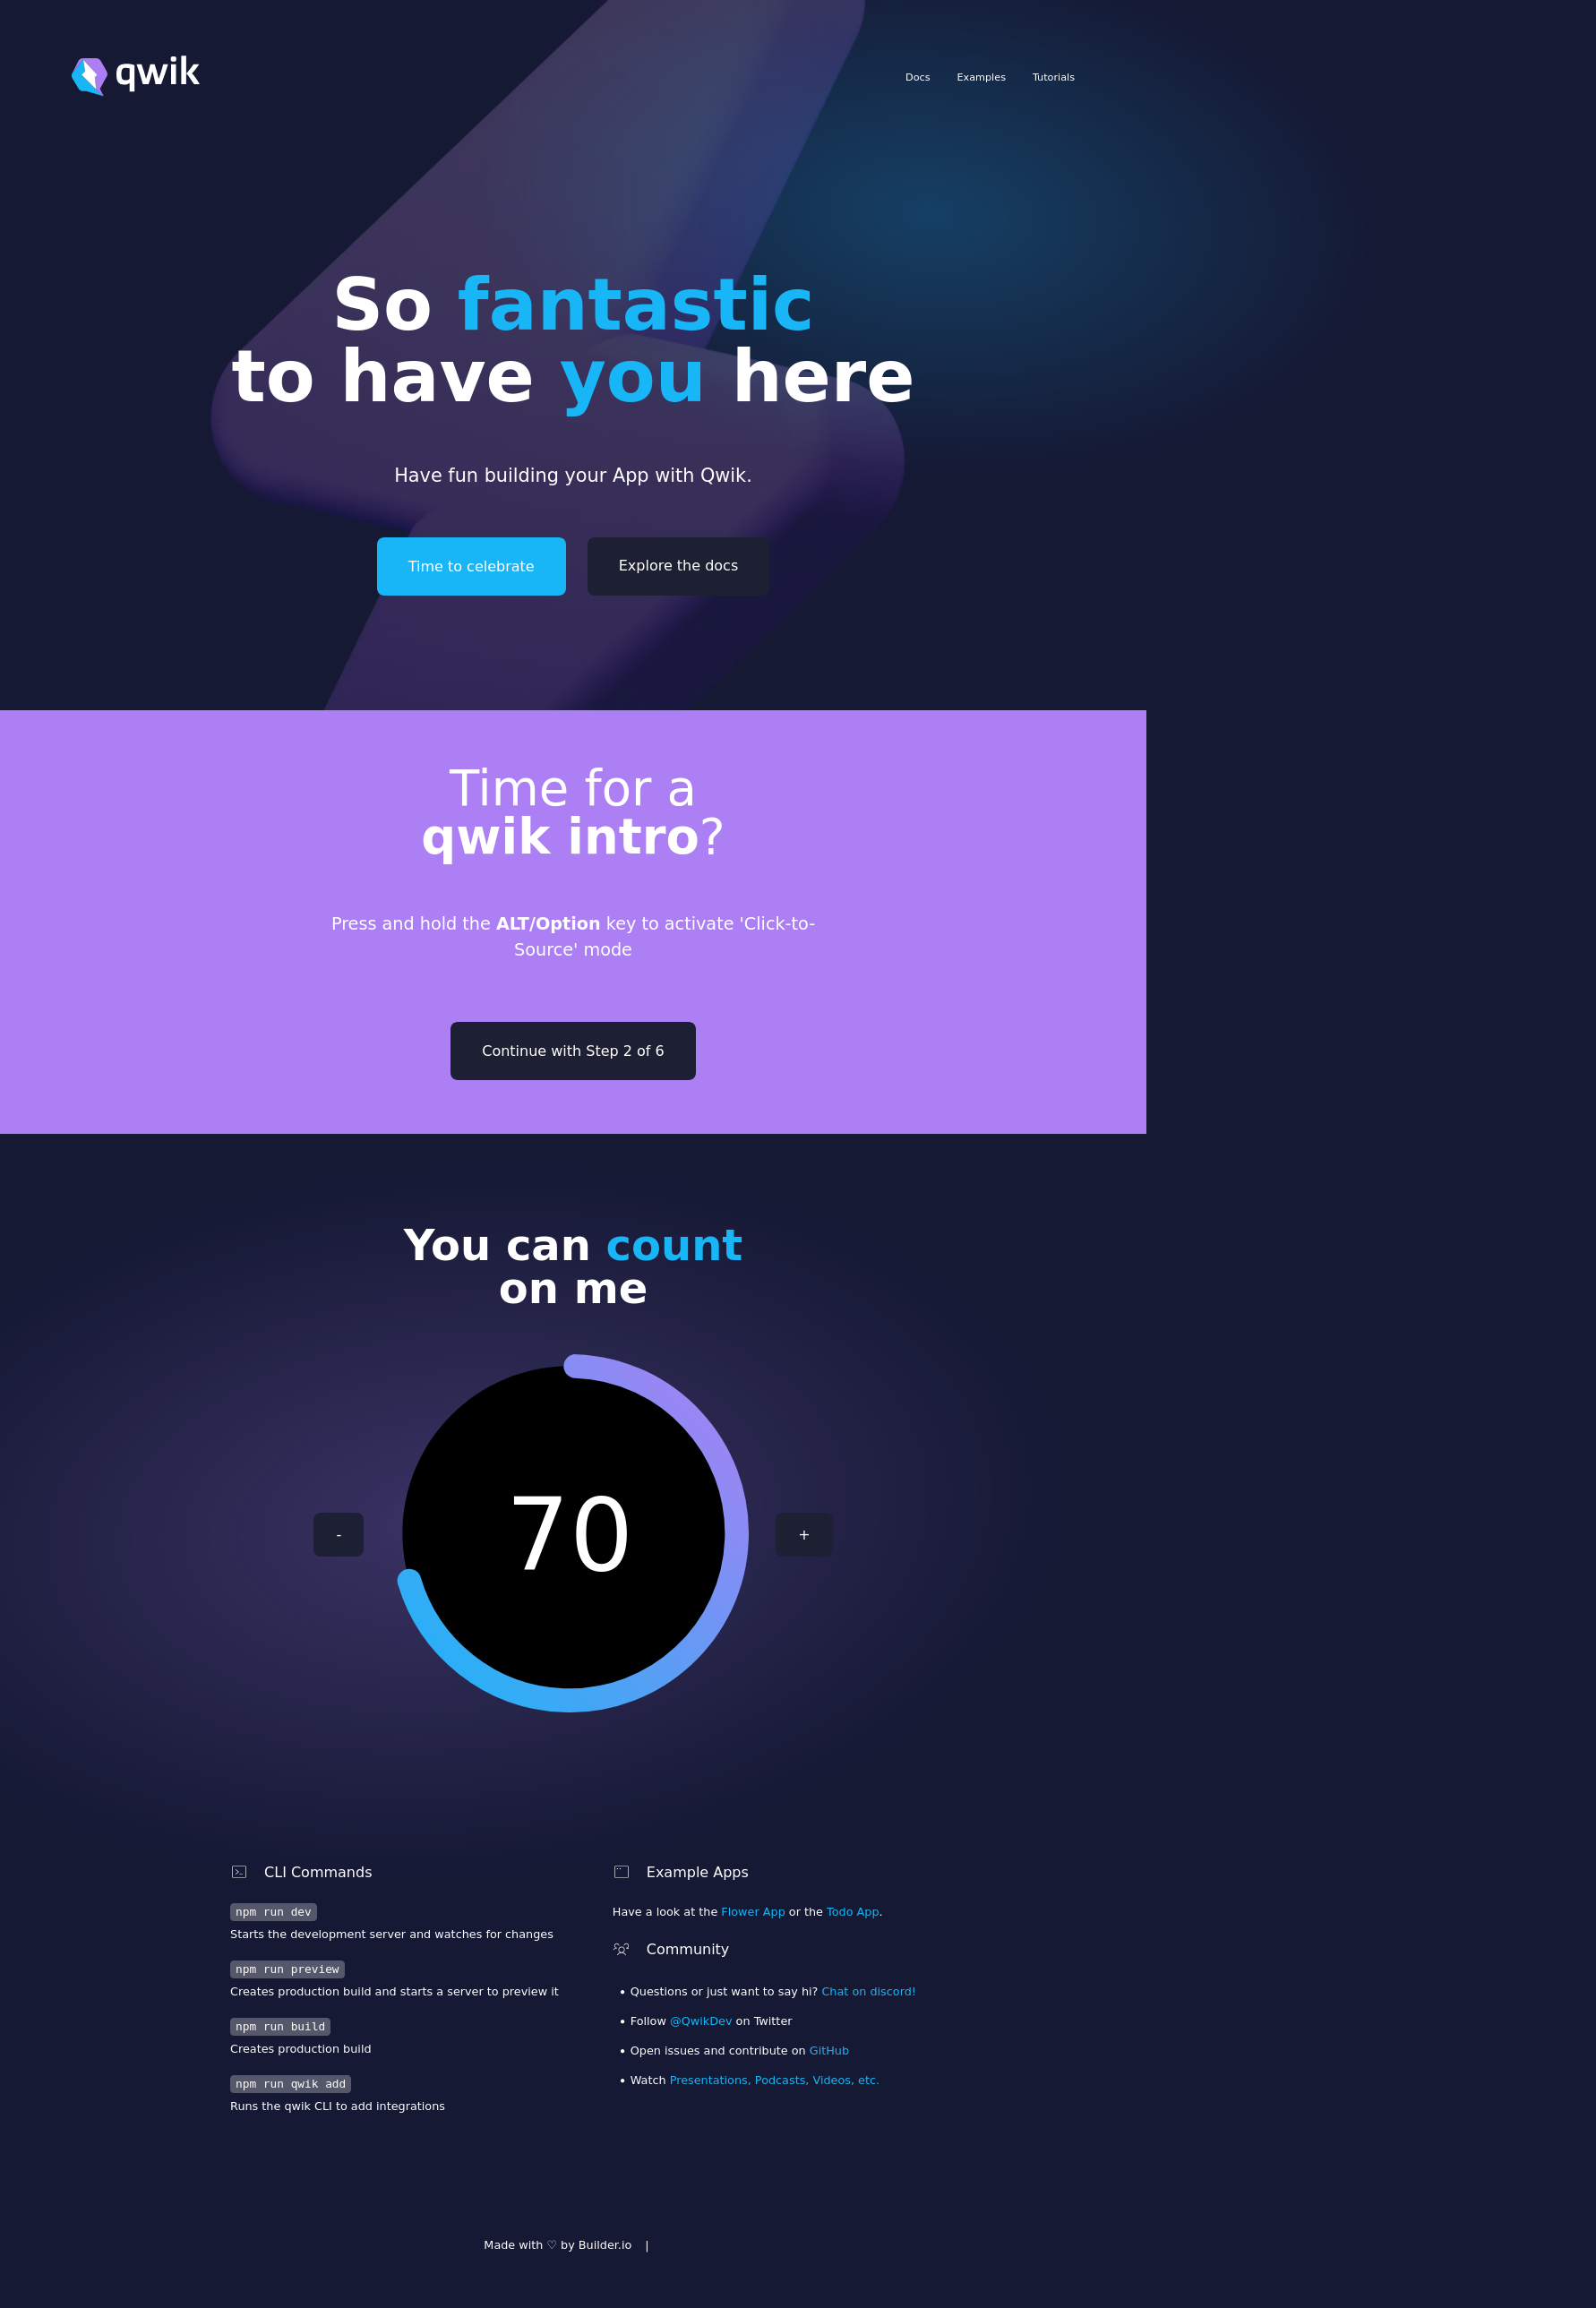 qwik
Docs
Examples
Tutorials
So fantastic
to have you here
Have fun building your App with Qwik.
Time to celebrate
Explore the docs
Time for a
qwik intro?
Press and hold the ALT/Option key to activate 'Click-to-
Source' mode
Continue with Step 2 of 6
You can count
on me
-
70
+
CLI Commands
npm run dev
Starts the development server and watches for changes
npm run preview
Creates production build and starts a server to preview it
npm run build
Creates production build
npm run qwik add
Runs the qwik CLI to add integrations
Example Apps
Have a look at the Flower App or the Todo App.
Community
• Questions or just want to say hi? Chat on discord!
• Follow @QwikDev on Twitter
• Open issues and contribute on GitHub
• Watch Presentations, Podcasts, Videos, etc.
Made with ♡ by Builder.io |